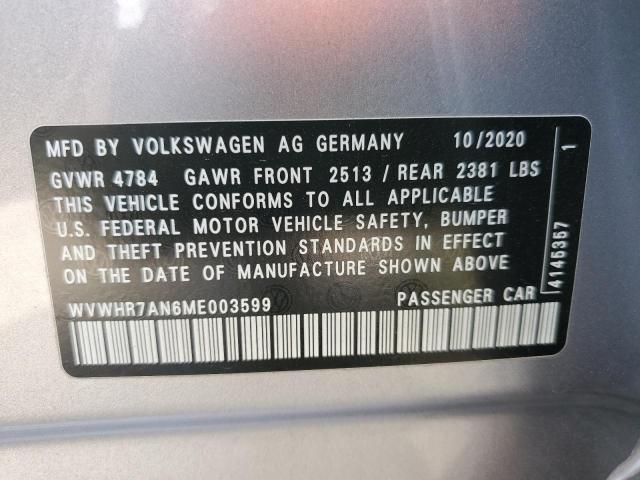 MFD BY VOLKSWAGEN AG GERMANY 10/2020
GVWR 4784 GAWR FRONT 2513 / REAR 2381 LBS
THIS VEHICLE CONFORMS TO ALL APPLICABLE
U.S. FEDERAL MOTOR VEHICLE SAFETY, BUMPER
AND THEFT PREVENTION STANDARDS IN EFFECT
ON THE DATE OF MANUFACTURE SHOWN ABOVE
WVWHR7AN6ME003599 PASSENGER CAR
4145357 1